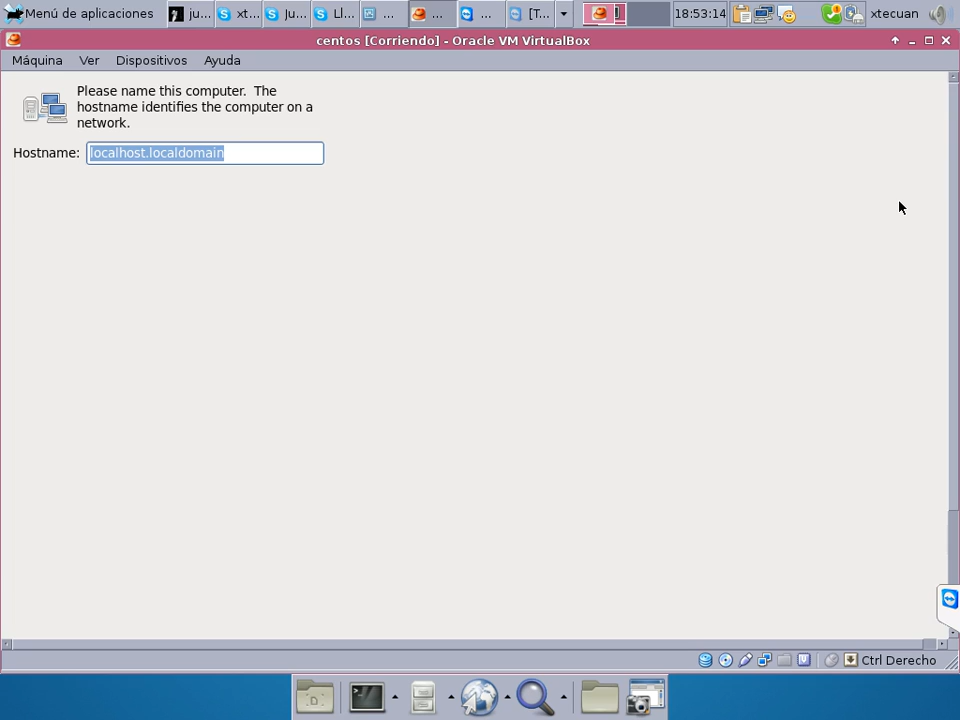 Menú de aplicaciones
ju...
xt...
Ju...
Ll...
...
...
...
[T...
18:53:14
xtecuan
centos [Corriendo] - Oracle VM VirtualBox
Máquina Ver Dispositivos Ayuda
Please name this computer. The
hostname identifies the computer on a
network.
Hostname: localhost.localdomain
Ctrl Derecho